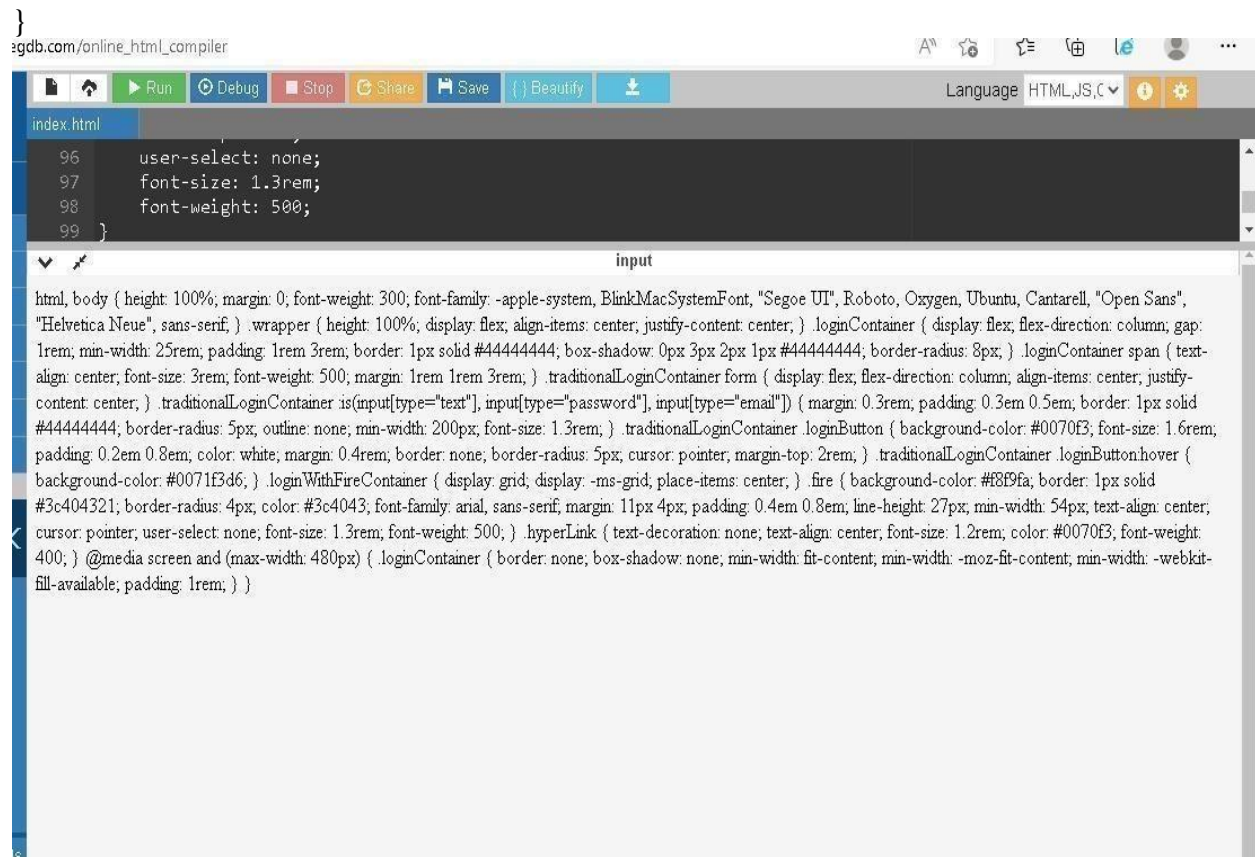 }
egdb.com/online_html_compiler
Run Debug Stop Share Save { } Beautify Language HTML,JS,C
index.html
96 user-select: none;
97 font-size: 1.3rem;
98 font-weight: 500;
99 }
input
html, body { height: 100%; margin: 0; font-weight: 300; font-family: -apple-system, BlinkMacSystemFont, "Segoe UI", Roboto, Oxygen, Ubuntu, Cantarell, "Open Sans",
"Helvetica Neue", sans-serif; } .wrapper { height: 100%; display: flex; align-items: center; justify-content: center; } .loginContainer { display: flex; flex-direction: column; gap:
1rem; min-width: 25rem; padding: 1rem 3rem; border: 1px solid #44444444; box-shadow: 0px 3px 2px 1px #44444444; border-radius: 8px; } .loginContainer span { text-
align: center; font-size: 3rem; font-weight: 500; margin: 1rem 1rem 3rem; } .traditionalLoginContainer form { display: flex; flex-direction: column; align-items: center; justify-
content: center; } .traditionalLoginContainer :is(input[type="text"], input[type="password"], input[type="email"]) { margin: 0.3rem; padding: 0.3em 0.5em; border: 1px solid
#44444444; border-radius: 5px; outline: none; min-width: 200px; font-size: 1.3rem; } .traditionalLoginContainer .loginButton { background-color: #0070f3; font-size: 1.6rem;
padding: 0.2em 0.8em; color: white; margin: 0.4rem; border: none; border-radius: 5px; cursor: pointer; margin-top: 2rem; } .traditionalLoginContainer .loginButton:hover {
background-color: #0071f3d6; } .loginWithFireContainer { display: grid; display: -ms-grid; place-items: center; } .fire { background-color: #f8f9fa; border: 1px solid
#3c404321; border-radius: 4px; color: #3c4043; font-family: arial, sans-serif; margin: 11px 4px; padding: 0.4em 0.8em; line-height: 27px; min-width: 54px; text-align: center;
cursor: pointer; user-select: none; font-size: 1.3rem; font-weight: 500; } .hyperLink { text-decoration: none; text-align: center; font-size: 1.2rem; color: #0070f3; font-weight:
400; } @media screen and (max-width: 480px) { .loginContainer { border: none; box-shadow: none; min-width: fit-content; min-width: -moz-fit-content; min-width: -webkit-
fill-available; padding: 1rem; } }